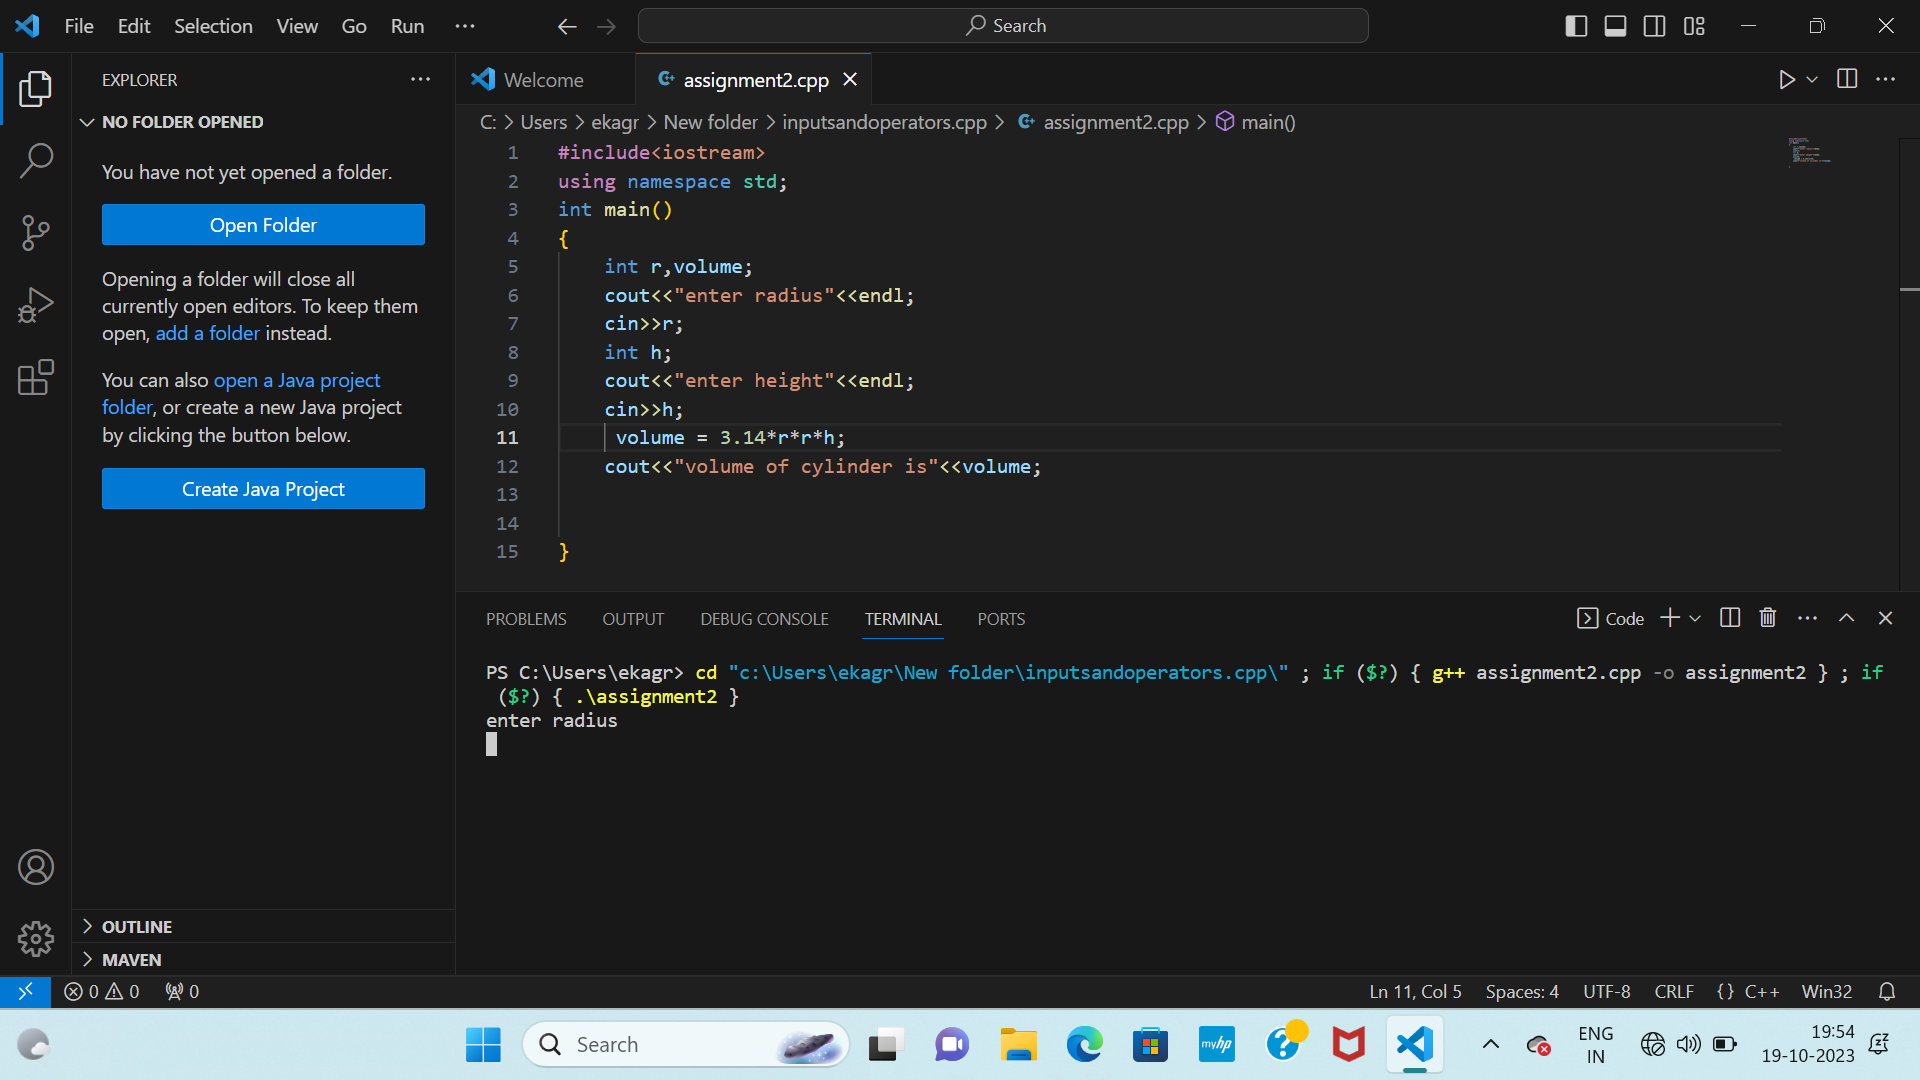 File Edit Selection View Go Run ···
Search
EXPLORER ···
NO FOLDER OPENED
You have not yet opened a folder.
Open Folder
Opening a folder will close all
currently open editors. To keep them
open, add a folder instead.
You can also open a Java project
folder, or create a new Java project
by clicking the button below.
Create Java Project
OUTLINE
MAVEN
Welcome
assignment2.cpp
C: > Users > ekagr > New folder > inputsandoperators.cpp > assignment2.cpp > main()
1 #include<iostream>
2 using namespace std;
3 int main()
4 {
5 int r,volume;
6 cout<<"enter radius"<<endl;
7 cin>>r;
8 int h;
9 cout<<"enter height"<<endl;
10 cin>>h;
11 volume = 3.14*r*r*h;
12 cout<<"volume of cylinder is"<<volume;
13
14
15 }
PROBLEMS OUTPUT DEBUG CONSOLE TERMINAL PORTS
Code
PS C:\Users\ekagr> cd "c:\Users\ekagr\New folder\inputsandoperators.cpp\" ; if ($?) { g++ assignment2.cpp -o assignment2 } ; if
($?) { .\assignment2 }
enter radius
0 0 0
Ln 11, Col 5 Spaces: 4 UTF-8 CRLF {} C++ Win32
Search
myhp
ENG
IN
19:54
19-10-2023